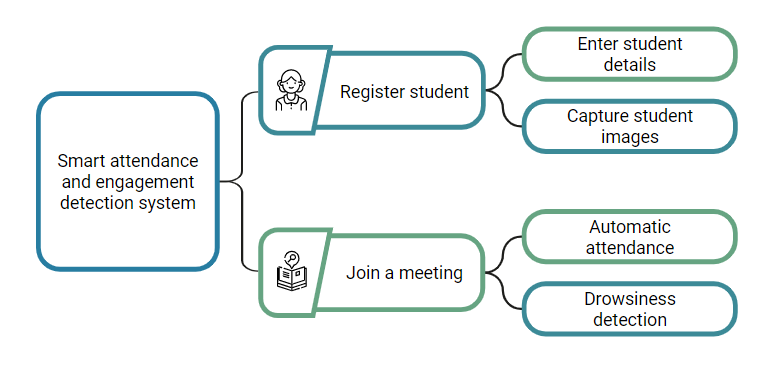 Smart attendance
and engagement
detection system
Register student
Enter student
details
Capture student
images
Join a meeting
Automatic
attendance
Drowsiness
detection